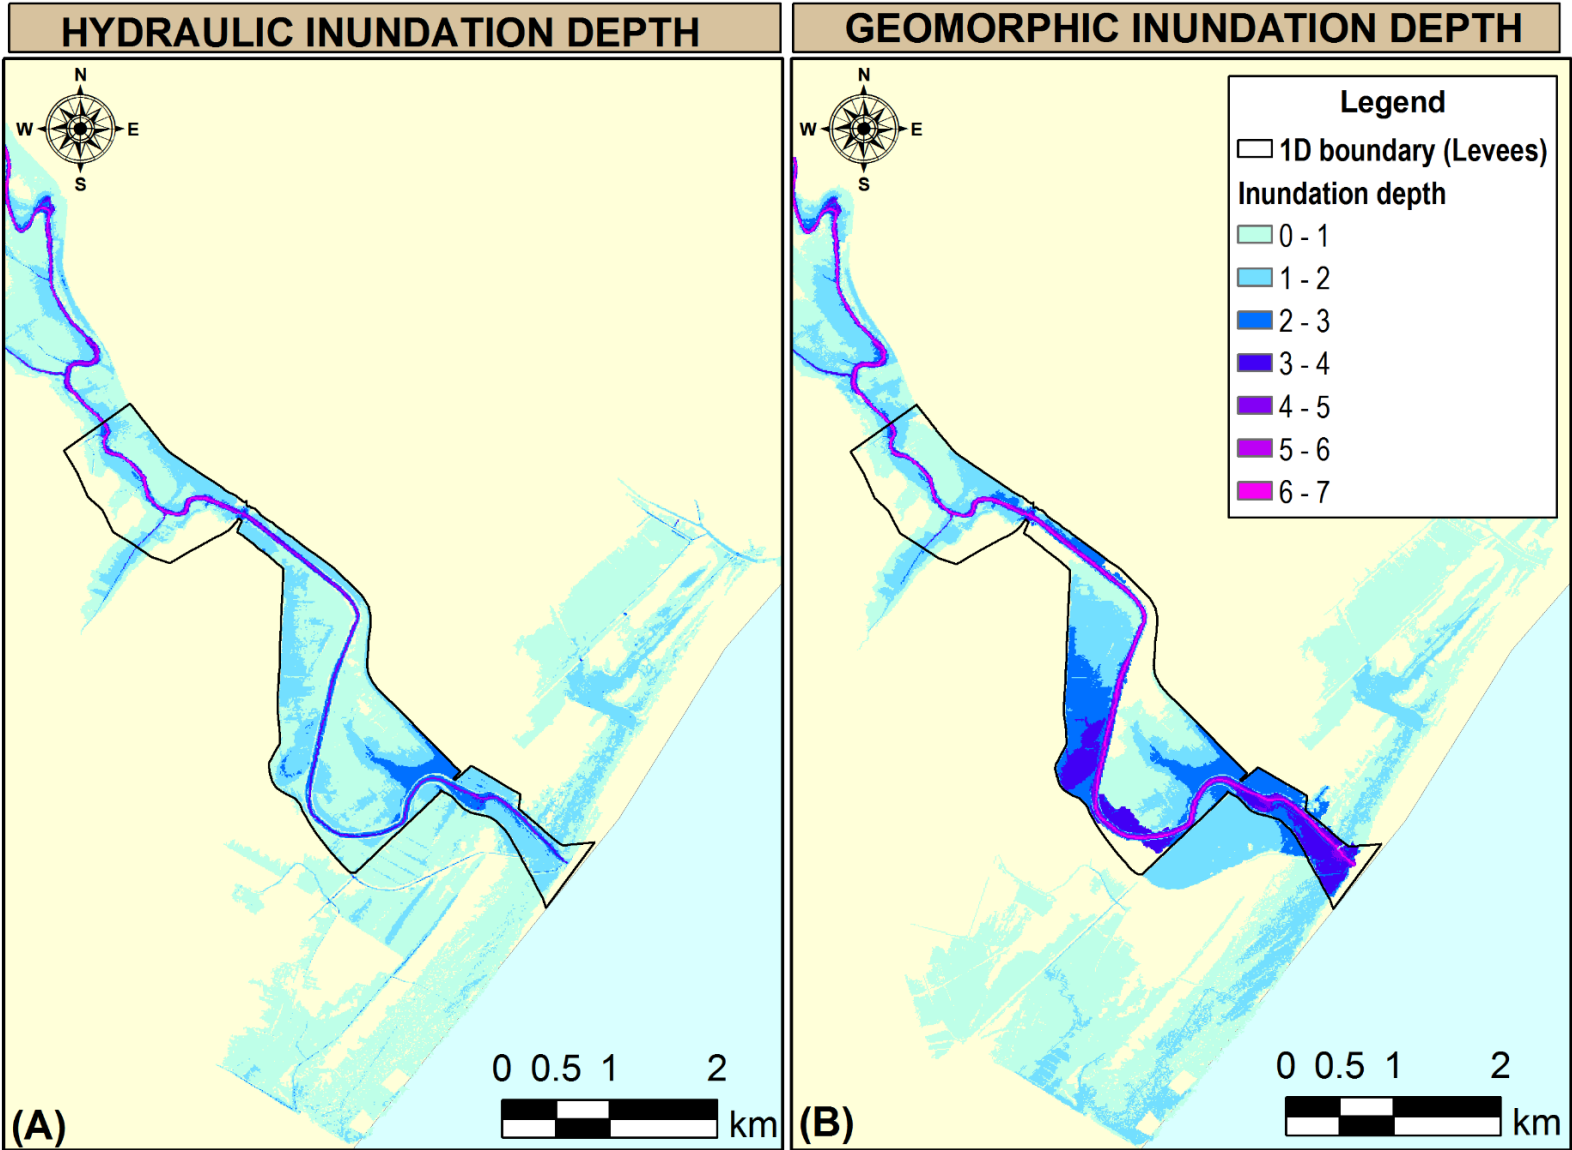 HYDRAULIC INUNDATION DEPTH
GEOMORPHIC INUNDATION DEPTH
N
W E
S
N
W E
S
Legend
1D boundary (Levees)
Inundation depth
0 - 1
1 - 2
2 - 3
3 - 4
4 - 5
5 - 6
6 - 7
0 0.5 1 2
km
(A)
0 0.5 1 2
km
(B)